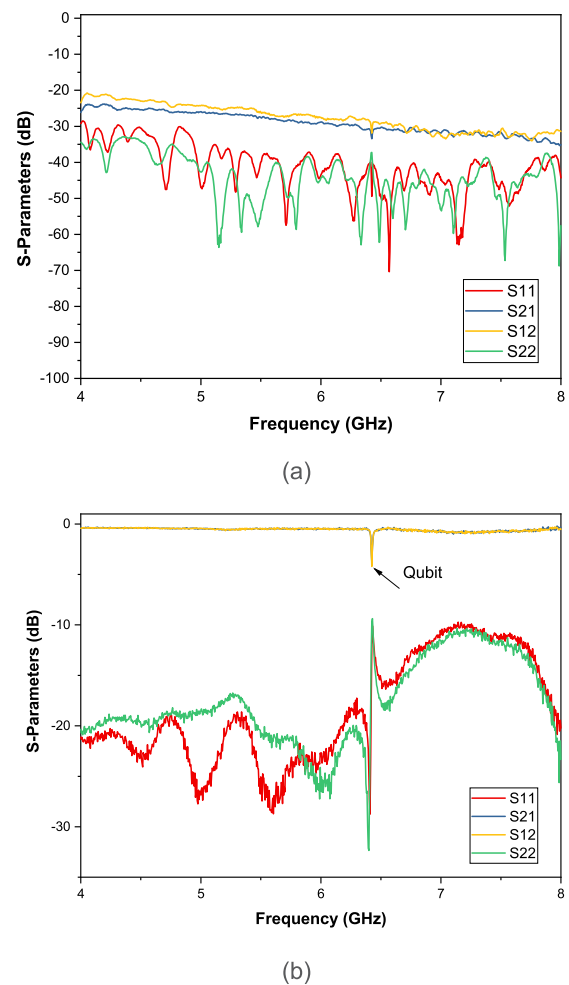 0
-10
-20
-30
-40
-50
-60
-70
-80
-90
-100
S-Parameters (dB)
S11
S21
S12
S22
4 5 6 7 8
Frequency (GHz)
(a)
0
-10
-20
-30
S-Parameters (dB)
Qubit
S11
S21
S12
S22
4 5 6 7 8
Frequency (GHz)
(b)